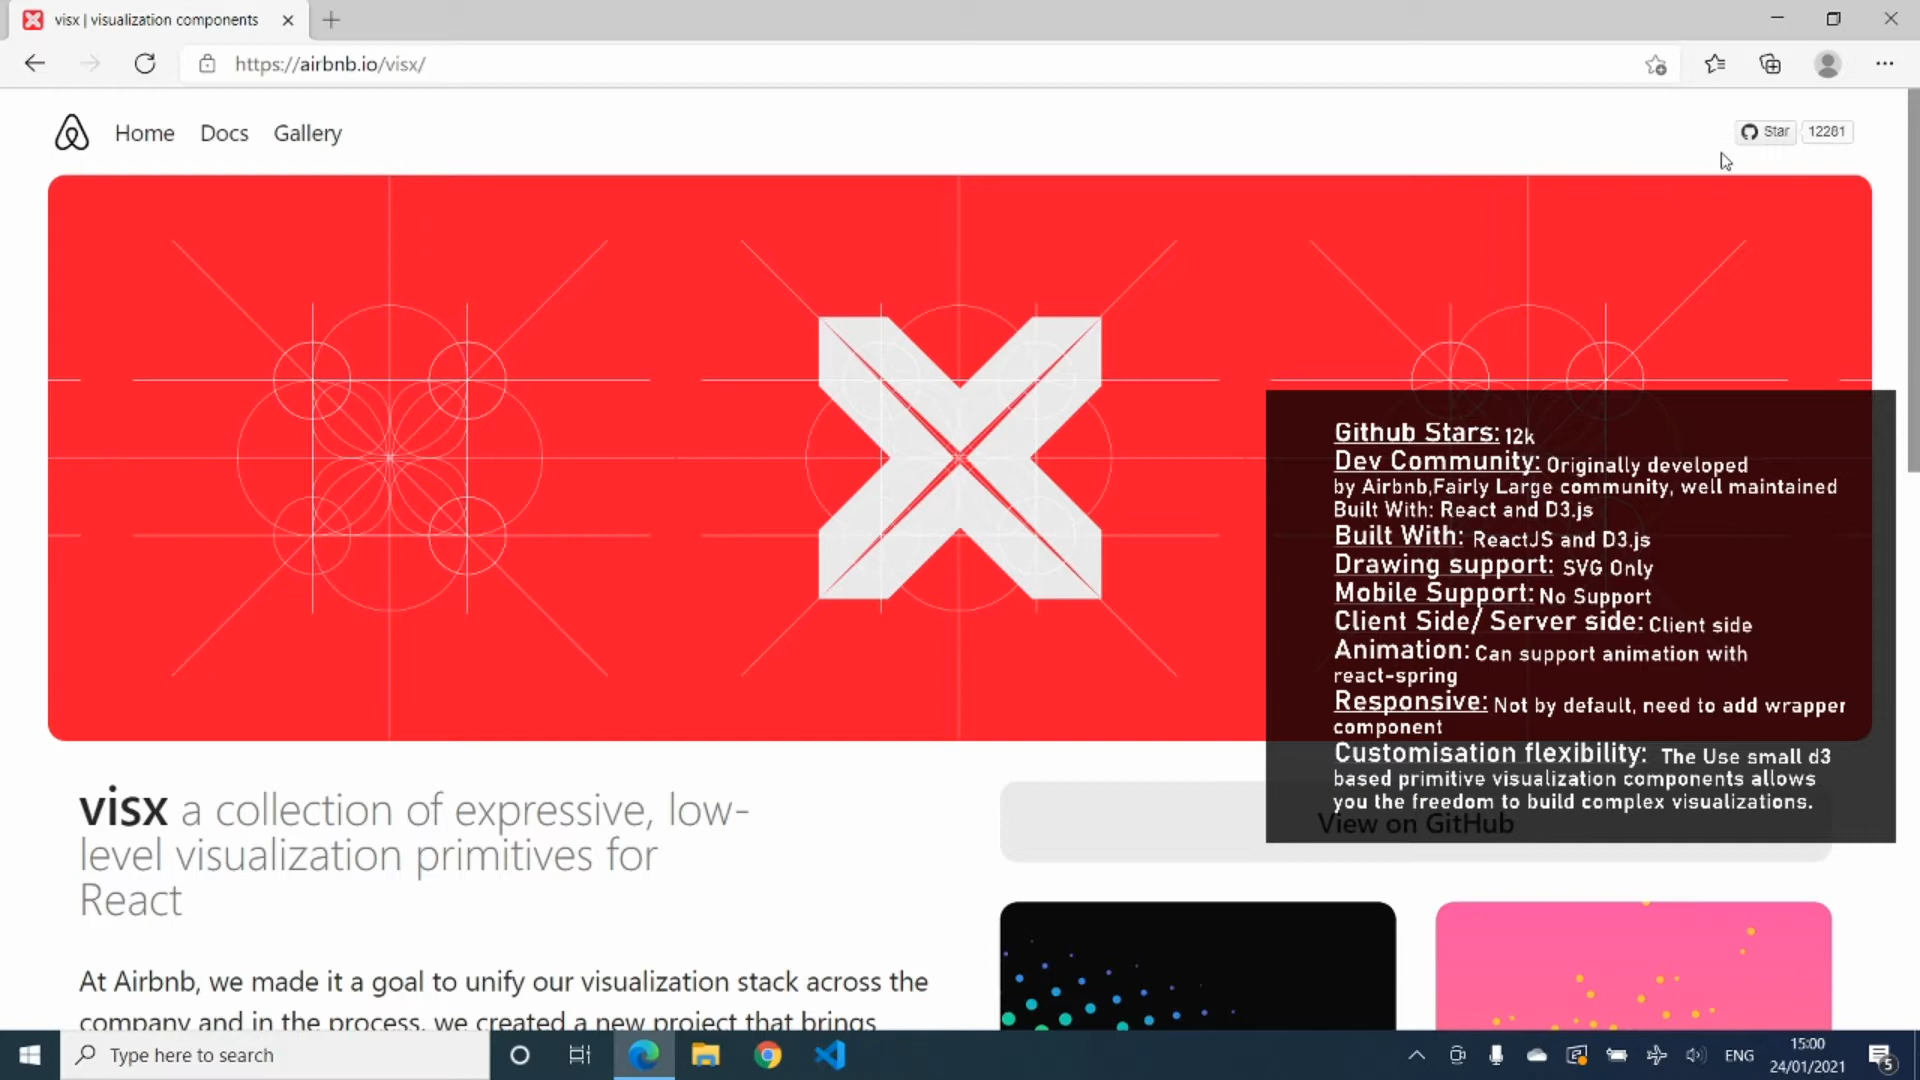 visx | visualization components
https://airbnb.io/visx/
Home Docs Gallery
Star 12281
Github Stars: 12k
Dev Community: Originally developed
by Airbnb,Fairly Large community, well maintained
Built With: React and D3.js
Built With: ReactJS and D3.js
Drawing support: SVG Only
Mobile Support: No Support
Client Side/ Server side: Client side
Animation: Can support animation with
react-spring
Responsive: Not by default, need to add wrapper
component
Customisation flexibility: The Use small d3
based primitive visualization components allows
you the freedom to build complex visualizations.
View on GitHub
visx a collection of expressive, low-
level visualization primitives for
React
At Airbnb, we made it a goal to unify our visualization stack across the
company and in the process, we created a new project that brings
Type here to search
ENG
15:00
24/01/2021
5